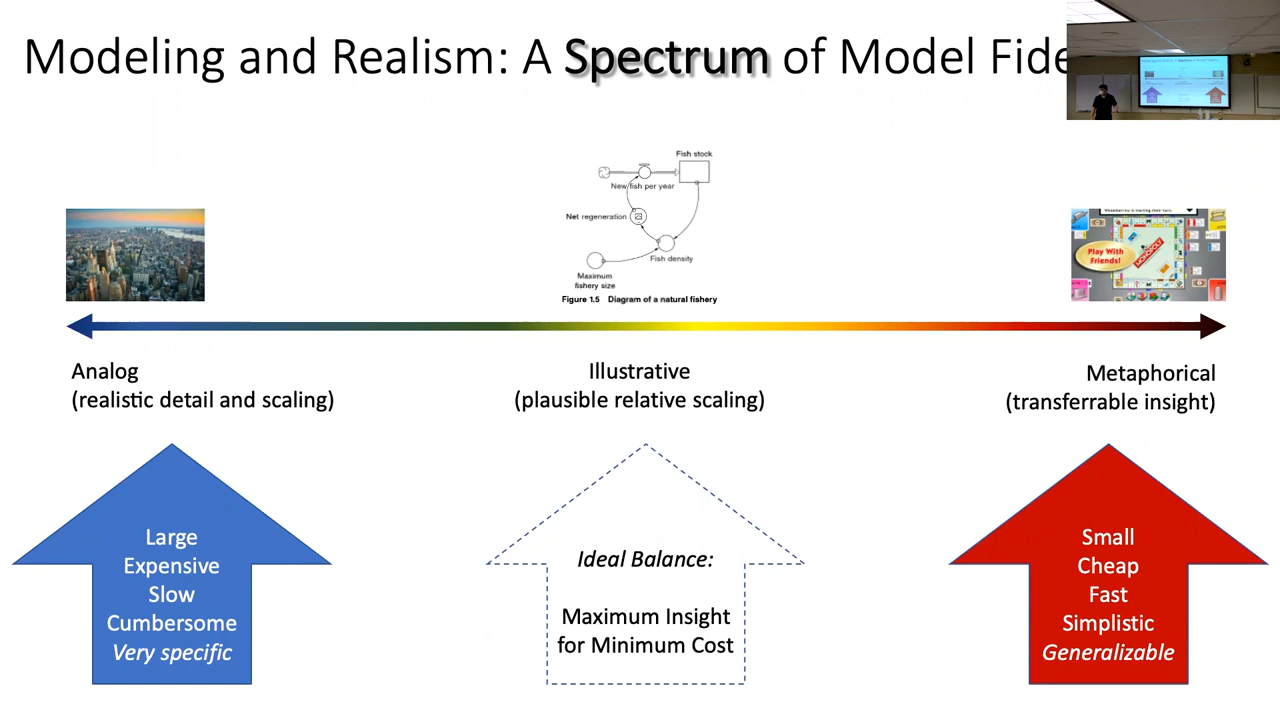 Modeling and Realism: A Spectrum of Model Fide
Fish stock
New fish per year
Net regeneration
Fish density
Maximum
fishery size
Figure 1.5 Diagram of a natural fishery
Play With
Friends!
MONOPOLY
Analog
(realistic detail and scaling)
Illustrative
(plausible relative scaling)
Metaphorical
(transferrable insight)
Large
Expensive
Slow
Cumbersome
Very specific
Ideal Balance:
Maximum Insight
for Minimum Cost
Small
Cheap
Fast
Simplistic
Generalizable